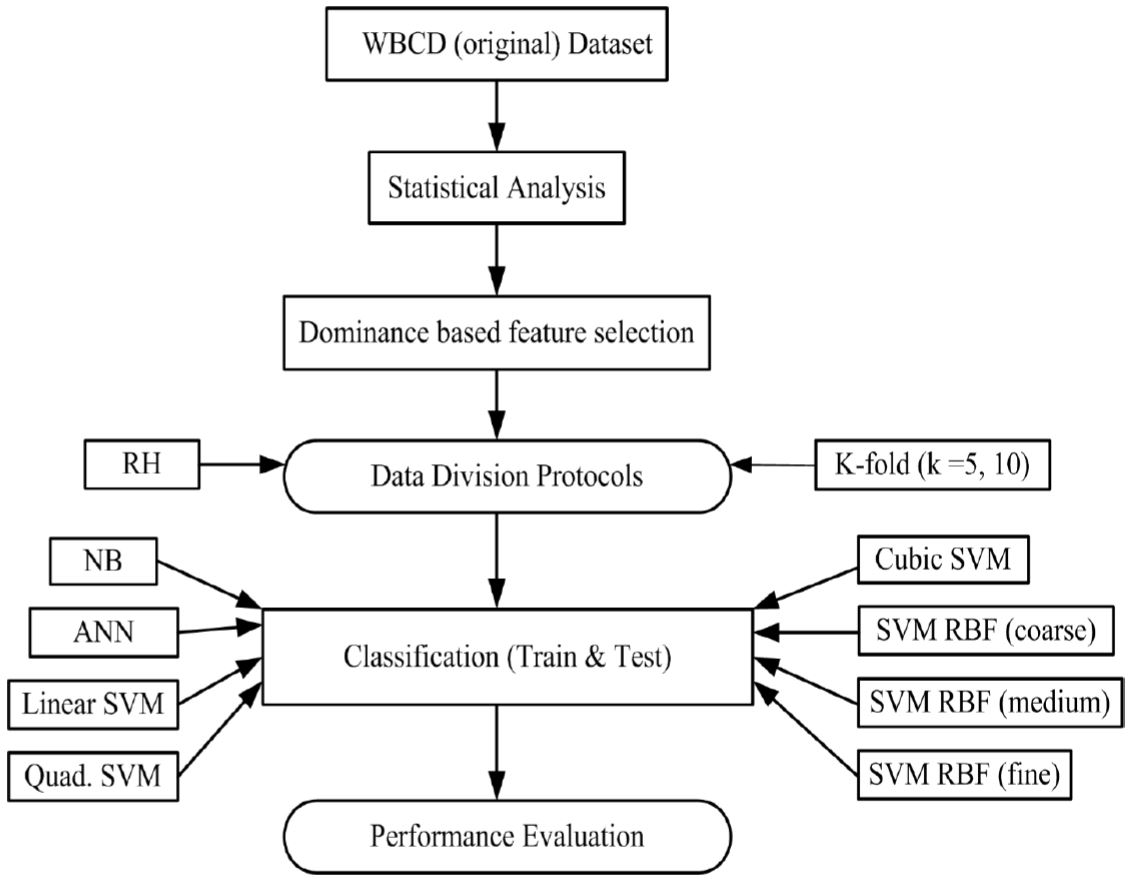 WBCD (original) Dataset
Statistical Analysis
Dominance based feature selection
RH
Data Division Protocols
K-fold (k =5, 10)
NB
ANN
Linear SVM
Quad. SVM
Classification (Train & Test)
Cubic SVM
SVM RBF (coarse)
SVM RBF (medium)
SVM RBF (fine)
Performance Evaluation